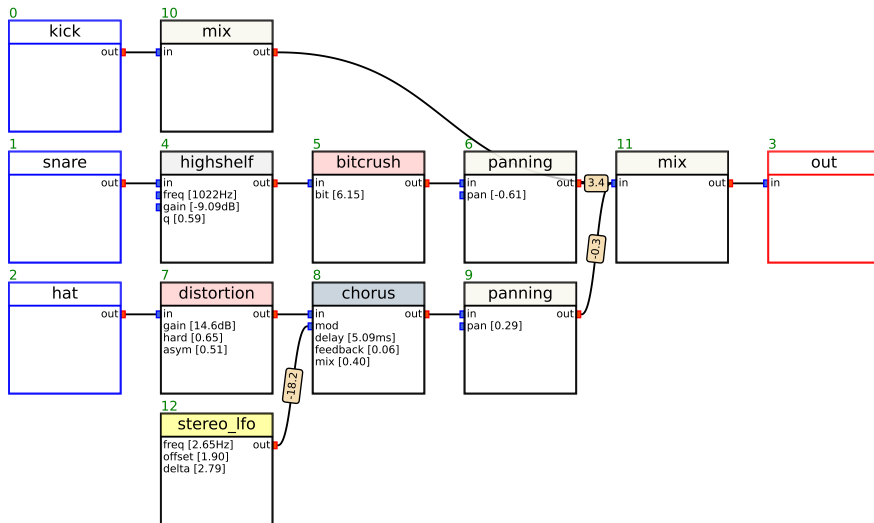 0
kick
out
10
mix
in
out
1
snare
out
4
highshelf
in
out
freq [1022Hz]
gain [-9.09dB]
q [0.59]
5
bitcrush
in
out
bit [6.15]
6
panning
in
out
pan [-0.61]
3.4
11
mix
in
out
3
out
in
2
hat
out
7
distortion
in
out
gain [14.6dB]
hard [0.65]
asym [0.51]
8
chorus
in
out
mod
delay [5.09ms]
feedback [0.06]
mix [0.40]
9
panning
in
out
pan [0.29]
-0.3
-18.2
12
stereo_lfo
freq [2.65Hz]
out
offset [1.90]
delta [2.79]